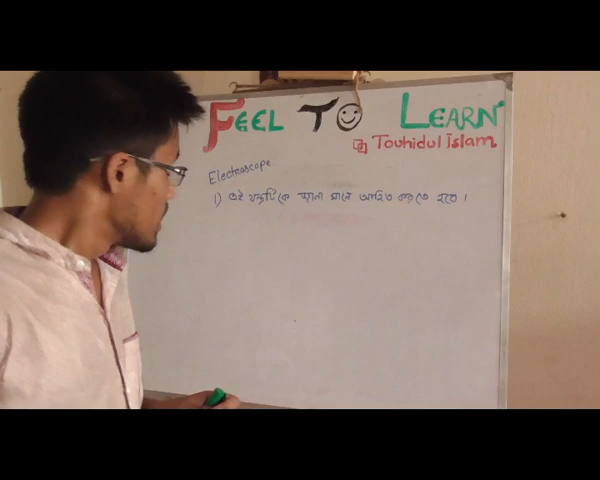 FEEL TO LEARN
Touhidul Islam
Electroscope
1) এই যন্ত্রটিকে জানা মানে আহিত করতে হবে।